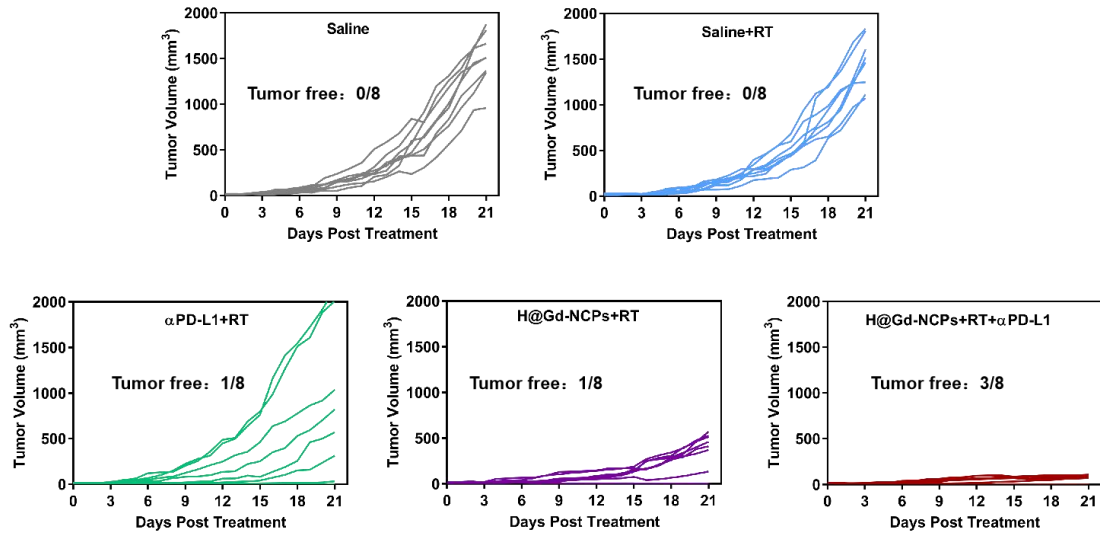 Saline
Tumor free：0/8
Tumor Volume (mm³)
2000
1500
1000
500
0
0 3 6 9 12 15 18 21
Days Post Treatment
Saline+RT
Tumor free：0/8
Tumor Volume (mm³)
2000
1500
1000
500
0
0 3 6 9 12 15 18 21
Days Post Treatment
αPD-L1+RT
Tumor free：1/8
Tumor Volume (mm³)
2000
1500
1000
500
0
0 3 6 9 12 15 18 21
Days Post Treatment
H@Gd-NCPs+RT
Tumor free：1/8
Tumor Volume (mm³)
2000
1500
1000
500
0
0 3 6 9 12 15 18 21
Days Post Treatment
H@Gd-NCPs+RT+αPD-L1
Tumor free：3/8
Tumor Volume (mm³)
2000
1500
1000
500
0
0 3 6 9 12 15 18 21
Days Post Treatment